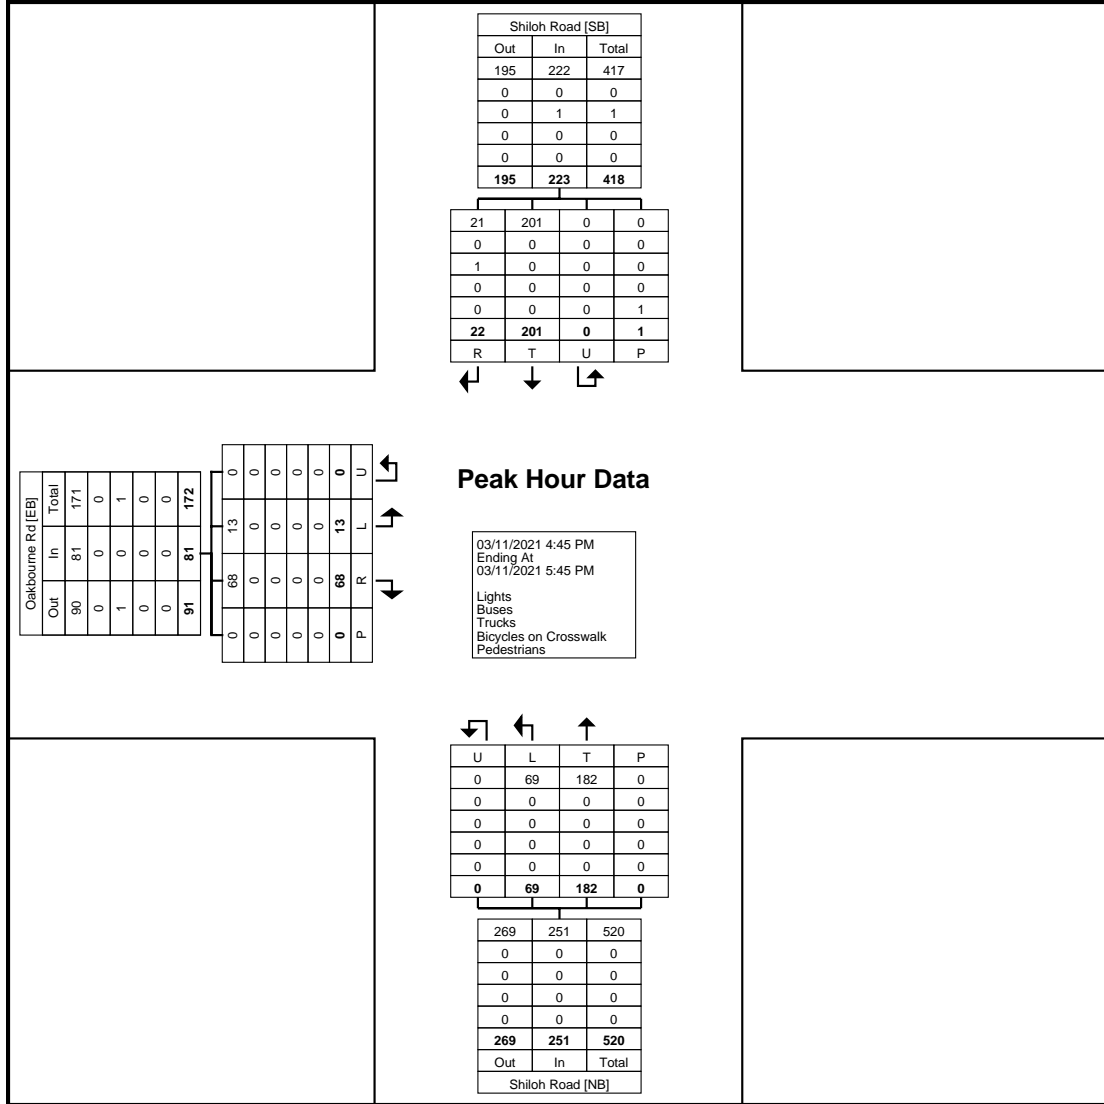 Shiloh Road [SB]
Out In Total
195 222 417
0 0 0
0 1 1
0 0 0
0 0 0
195 223 418
21 201 0 0
0 0 0 0
1 0 0 0
0 0 0 0
0 0 0 1
22 201 0 1
R T U P
Oakbourne Rd [EB]
Out In Total
90 81 171
0 0 0
1 0 1
0 0 0
0 0 0
91 81 172
0 68 13 0
0 0 0 0
0 0 0 0
0 0 0 0
0 0 0 0
0 68 13 0
P R L U
Peak Hour Data
03/11/2021 4:45 PM
Ending At
03/11/2021 5:45 PM
Lights
Buses
Trucks
Bicycles on Crosswalk
Pedestrians
U L T P
0 69 182 0
0 0 0 0
0 0 0 0
0 0 0 0
0 0 0 0
0 69 182 0
269 251 520
0 0 0
0 0 0
0 0 0
0 0 0
269 251 520
Out In Total
Shiloh Road [NB]